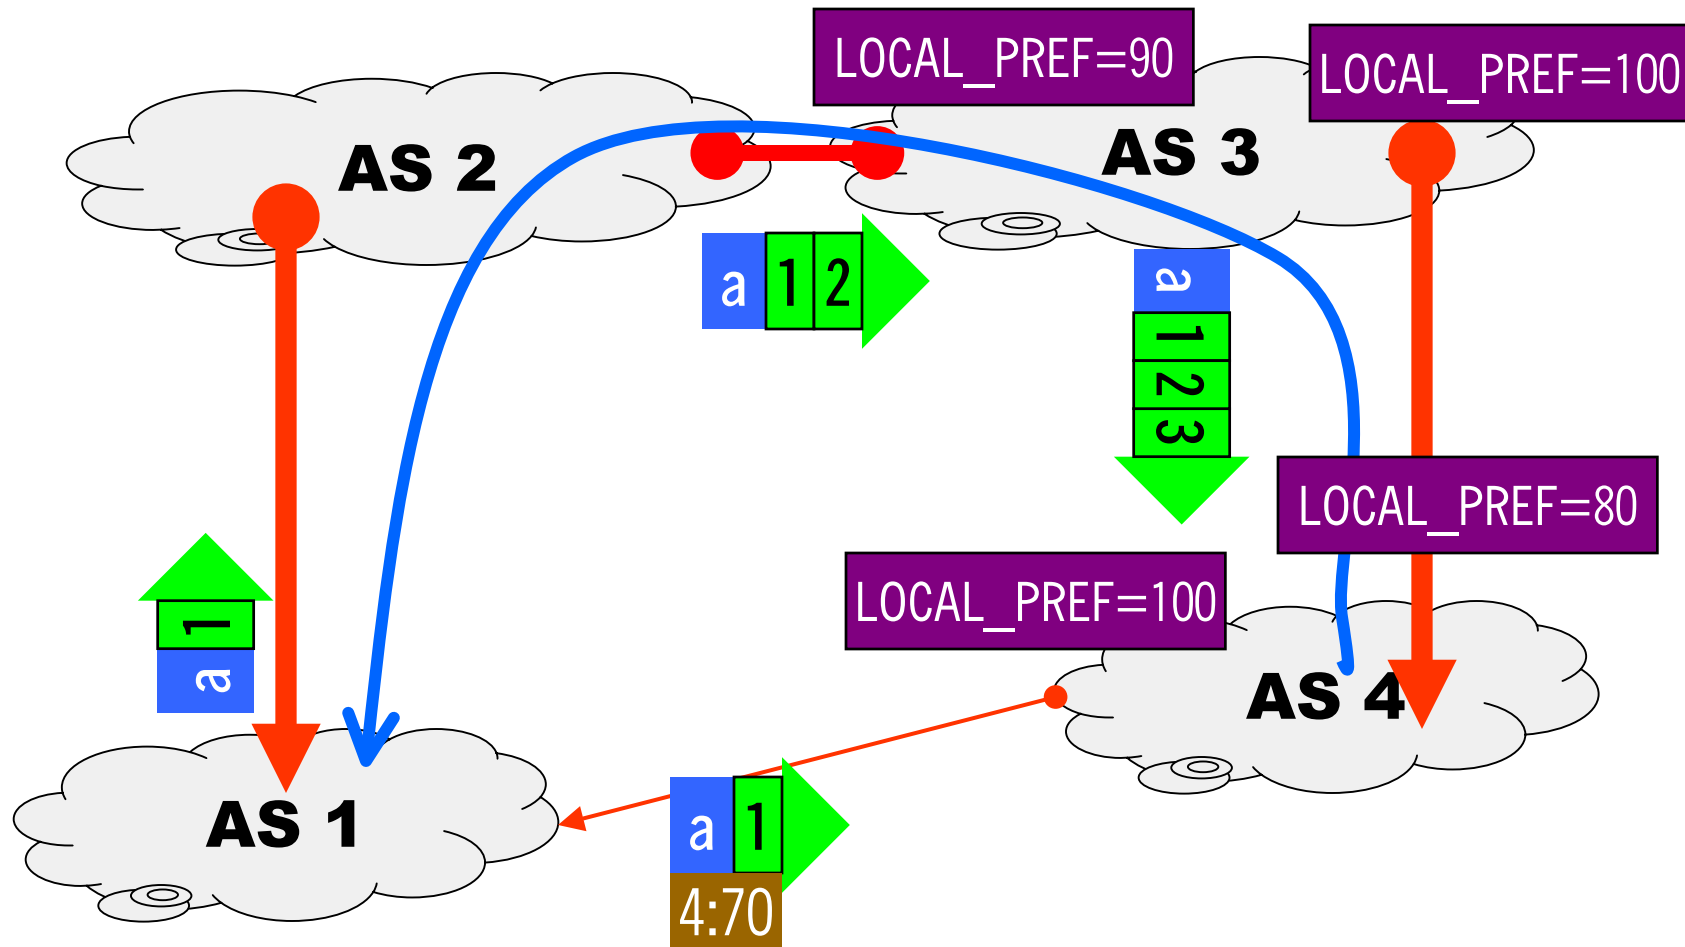 LOCAL_PREF=90
LOCAL_PREF=100
AS 2
AS 3
a 1 2
a
1
2
3
LOCAL_PREF=80
LOCAL_PREF=100
1
a
AS 4
AS 1
a 1
4:70